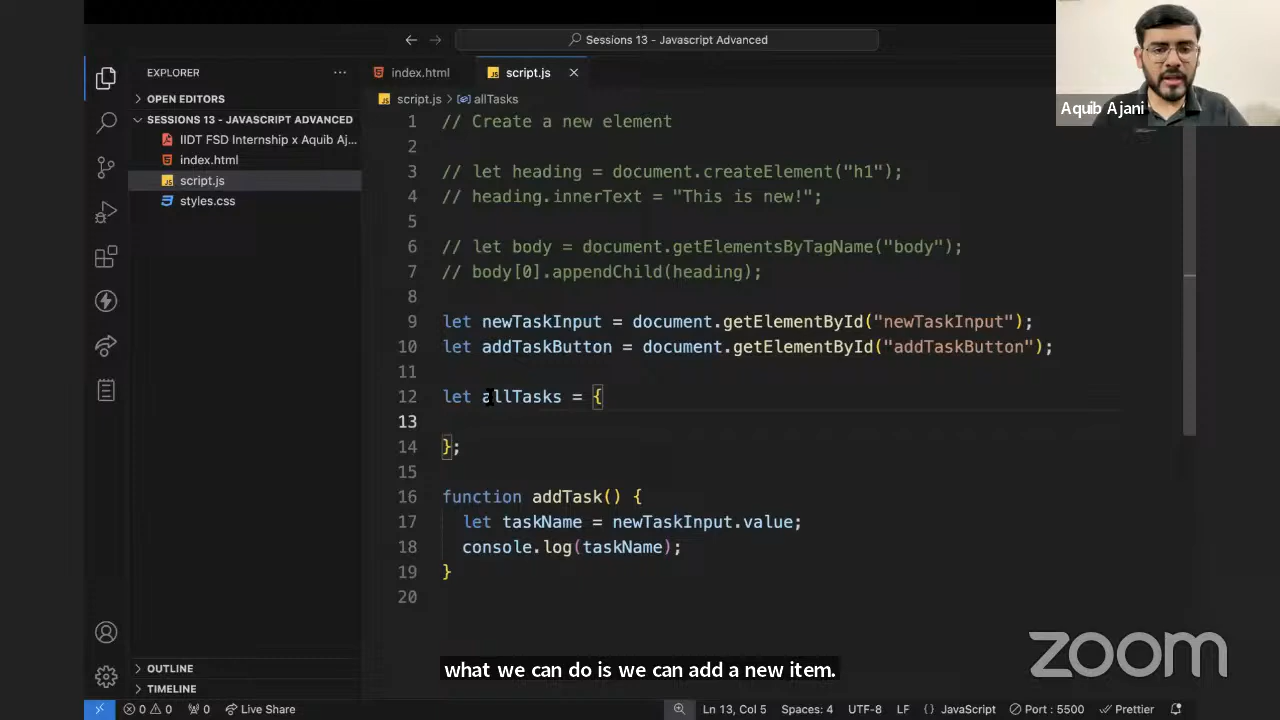 Sessions 13 - Javascript Advanced
Aquib Ajani
EXPLORER
index.html
script.js
OPEN EDITORS
script.js > allTasks
SESSIONS 13 - JAVASCRIPT ADVANCED
IIDT FSD Internship x Aquib Aj...
index.html
script.js
styles.css
1 // Create a new element
2
3 // let heading = document.createElement("h1");
4 // heading.innerText = "This is new!";
5
6 // let body = document.getElementsByTagName("body");
7 // body[0].appendChild(heading);
8
9 let newTaskInput = document.getElementById("newTaskInput");
10 let addTaskButton = document.getElementById("addTaskButton");
11
12 let allTasks = {
13
14 };
15
16 function addTask() {
17 let taskName = newTaskInput.value;
18 console.log(taskName);
19 }
20
OUTLINE
TIMELINE
zoom
what we can do is we can add a new item.
0 0 0 Live Share Ln 13, Col 5 Spaces: 4 UTF-8 LF {} JavaScript Port : 5500 Prettier